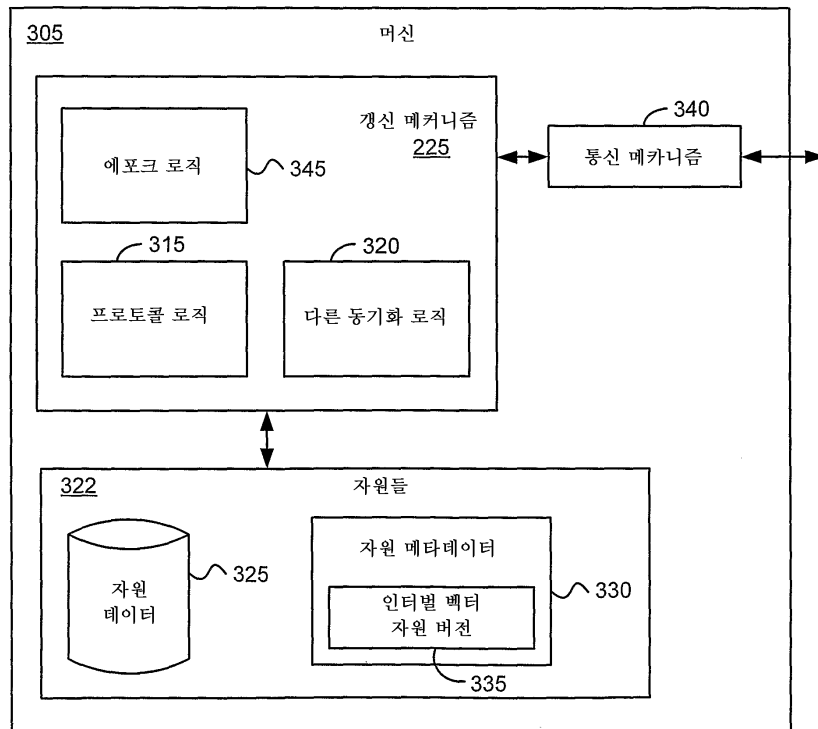 305
머신
갱신 메커니즘
225
에포크 로직
345
340
통신 메카니즘
315
프로토콜 로직
320
다른 동기화 로직
322
자원들
자원
데이터
325
자원 메타데이터
330
인터벌 벡터
자원 버전
335